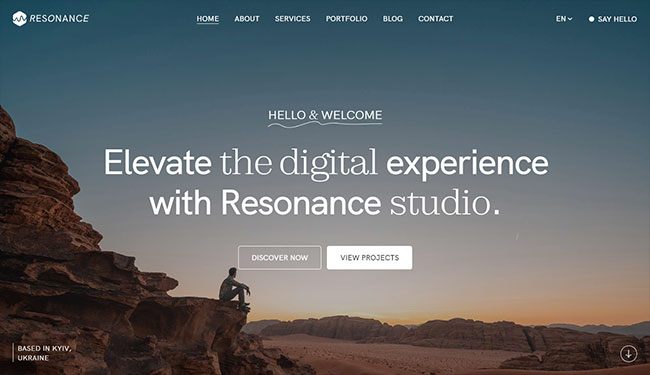 RESONANCE
HOME ABOUT SERVICES PORTFOLIO BLOG CONTACT
EN
SAY HELLO
HELLO & WELCOME
Elevate the digital experience
with Resonance studio.
DISCOVER NOW
VIEW PROJECTS
BASED IN KYIV,
UKRAINE